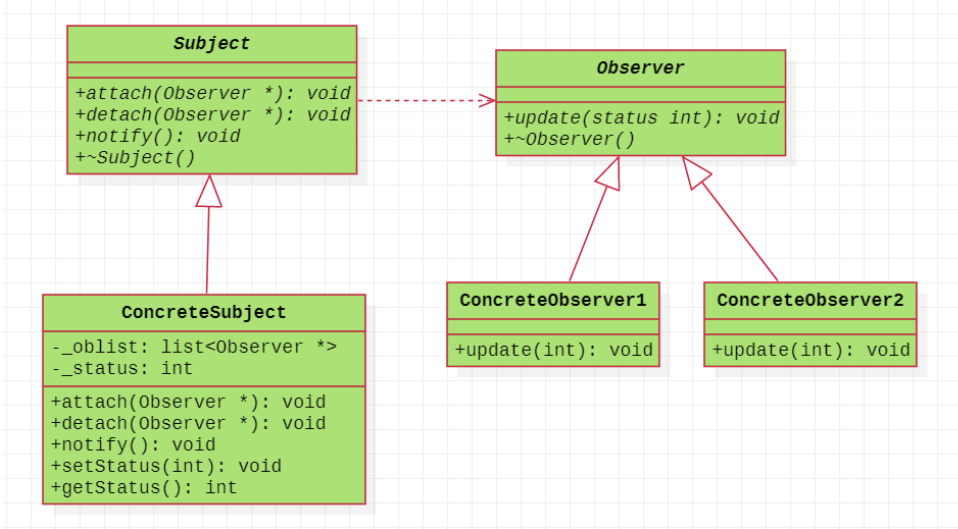 Subject
+attach(Observer *): void
+detach(Observer *): void
+notify(): void
+~Subject()
Observer
+update(status int): void
+~Observer()
ConcreteSubject
-_oblist: list<Observer *>
-_status: int
+attach(Observer *): void
+detach(Observer *): void
+notify(): void
+setStatus(int): void
+getStatus(): int
ConcreteObserver1
+update(int): void
ConcreteObserver2
+update(int): void